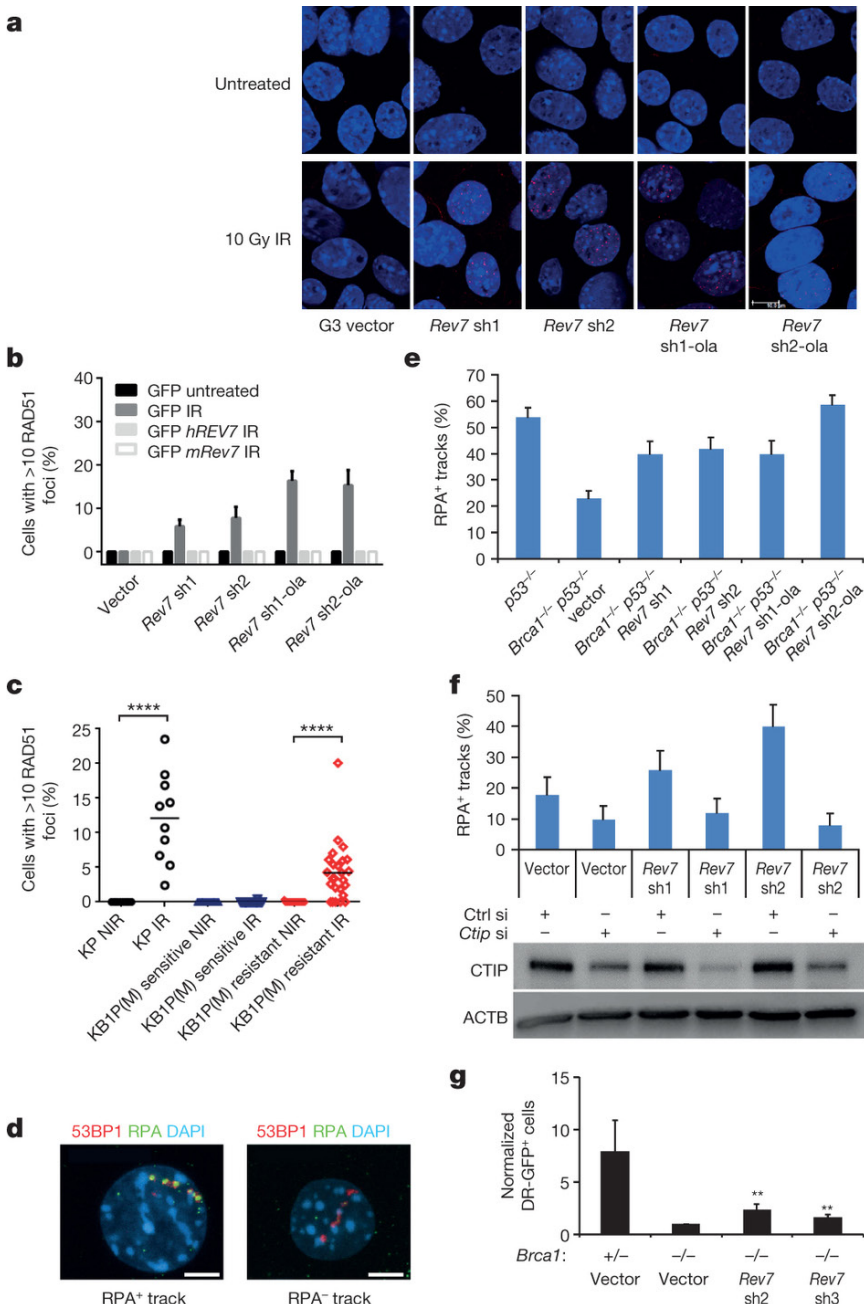 a
Untreated
10 Gy IR
G3 vector
Rev7 sh1
Rev7 sh2
Rev7
sh1-ola
Rev7
sh2-ola
b
Cells with >10 RAD51
foci (%)
40
30
20
10
0
GFP untreated
GFP IR
GFP hREV7 IR
GFP mRev7 IR
Vector
Rev7 sh1
Rev7 sh2
Rev7 sh1-ola
Rev7 sh2-ola
c
Cells with >10 RAD51
foci (%)
25
20
15
10
5
0
****
****
KP NIR
KP IR
KB1P(M) sensitive NIR
KB1P(M) sensitive IR
KB1P(M) resistant NIR
KB1P(M) resistant IR
d
53BP1 RPA DAPI
53BP1 RPA DAPI
RPA+ track
RPA− track
e
RPA+ tracks (%)
70
60
50
40
30
20
10
0
p53−/−
Brca1−/− p53−/−
vector
Brca1−/− p53−/−
Rev7 sh1
Brca1−/− p53−/−
Rev7 sh2
Brca1−/− p53−/−
Rev7 sh1-ola
Brca1−/− p53−/−
Rev7 sh2-ola
f
RPA+ tracks (%)
50
40
30
20
10
0
Vector
Vector
Rev7
sh1
Rev7
sh1
Rev7
sh2
Rev7
sh2
Ctrl si + − + − + −
Ctip si − + − + − +
CTIP
ACTB
g
Normalized
DR-GFP+ cells
15
10
5
0
**
**
Brca1: +/− −/− −/− −/−
Vector
Vector
Rev7
sh2
Rev7
sh3